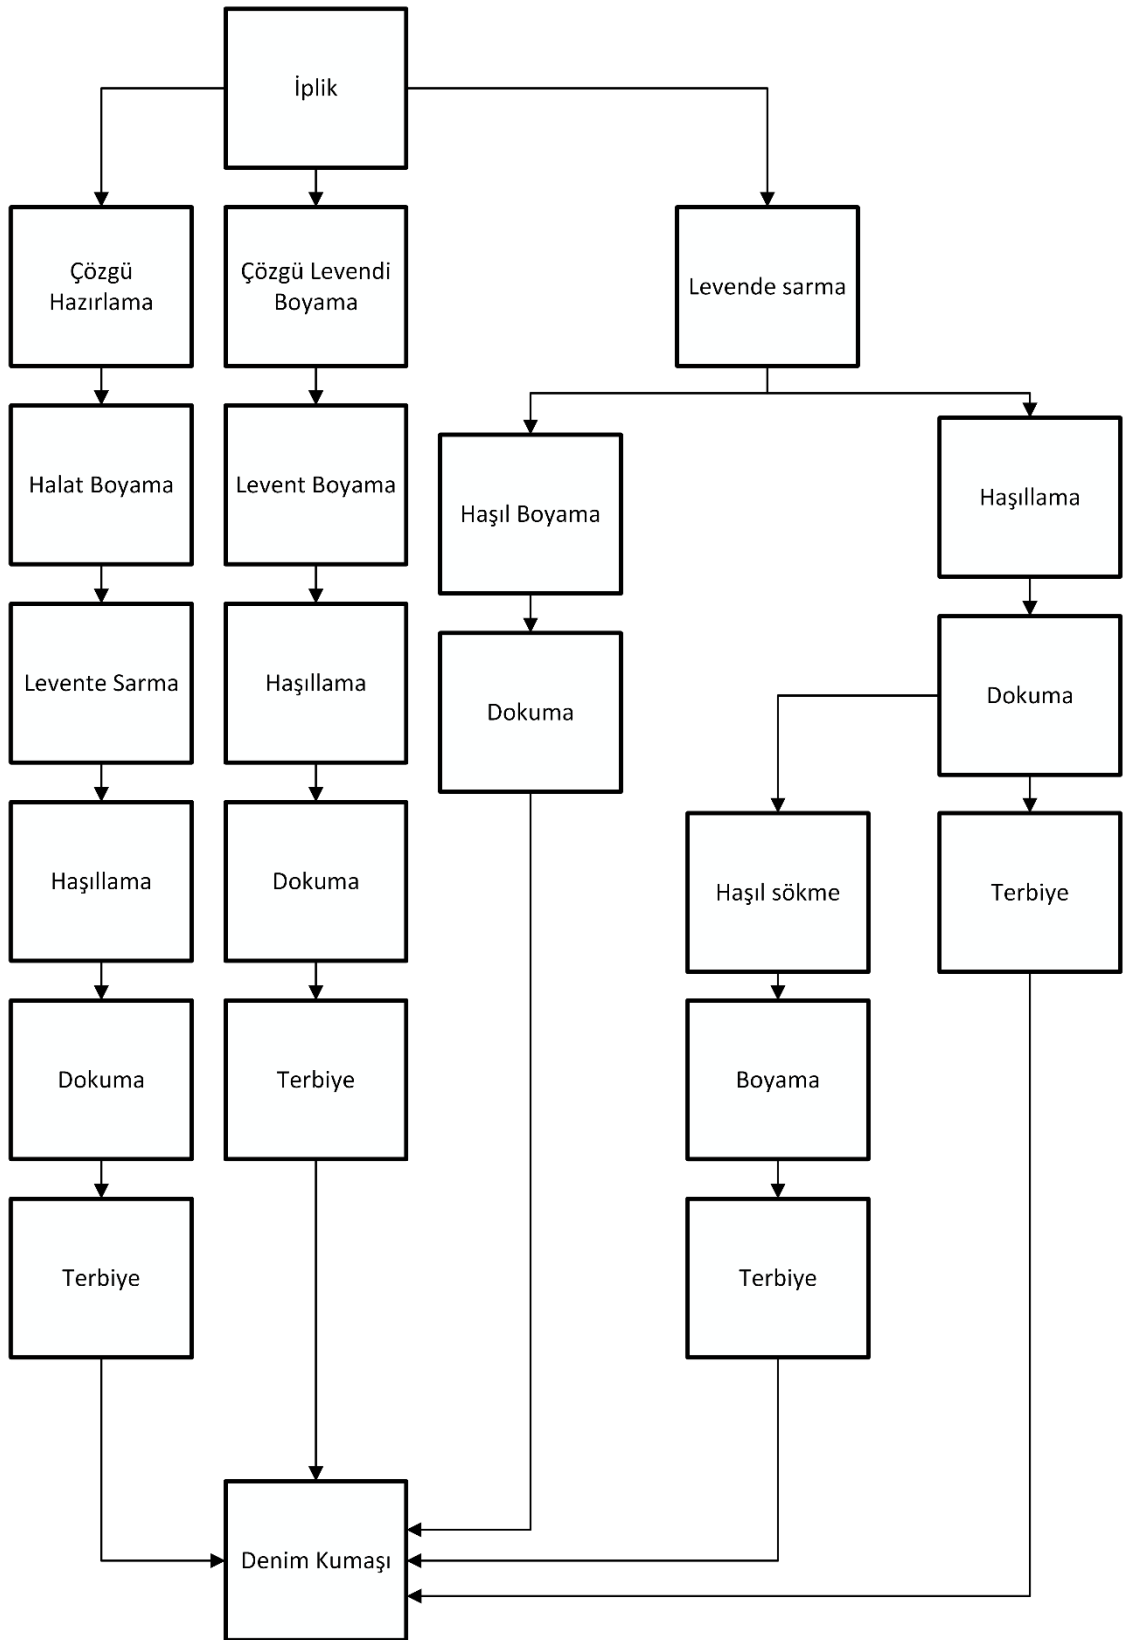 İplik
Çözgü
Hazırlama
Çözgü Levendi
Boyama
Levende sarma
Halat Boyama
Levent Boyama
Haşıl Boyama
Haşıllama
Levente Sarma
Haşıllama
Dokuma
Dokuma
Haşıllama
Dokuma
Haşıl sökme
Terbiye
Dokuma
Terbiye
Boyama
Terbiye
Terbiye
Denim Kumaşı